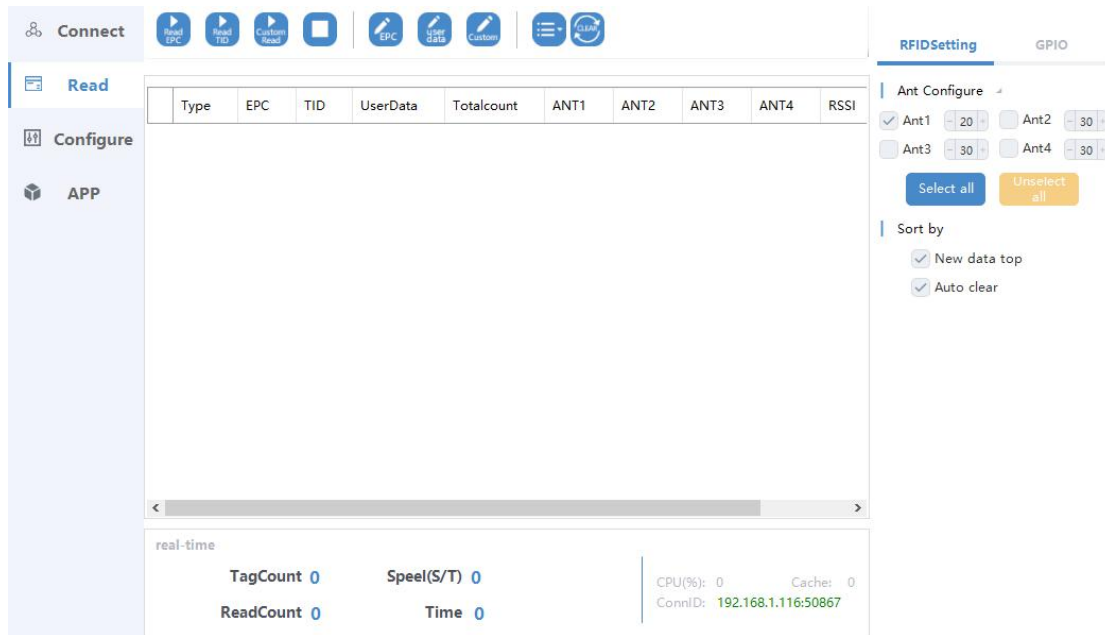 Connect
Read
Configure
APP
Read EPC
Read TID
Custom Read
EPC
user data
Custom
CLEAR
Type EPC TID UserData Totalcount ANT1 ANT2 ANT3 ANT4 RSSI
real-time
TagCount 0 Speel(S/T) 0
ReadCount 0 Time 0
CPU(%): 0 Cache: 0
ConnID: 192.168.1.116:50867
RFIDSetting GPIO
Ant Configure
Ant1 - 20 + Ant2 - 30 +
Ant3 - 30 + Ant4 - 30 +
Select all
Unselect
all
Sort by
New data top
Auto clear